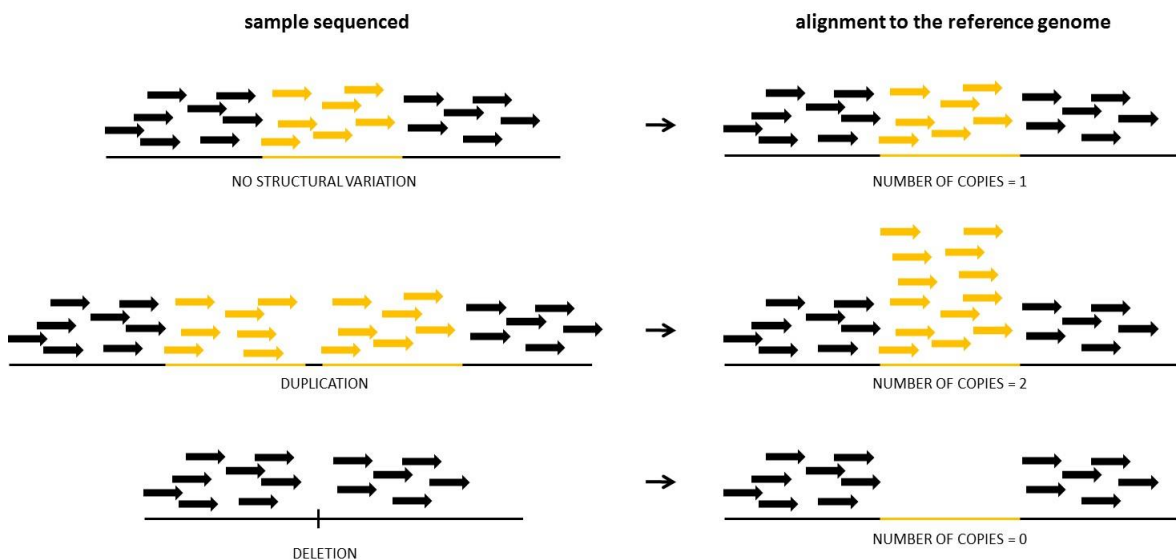 sample sequenced
alignment to the reference genome
NO STRUCTURAL VARIATION
NUMBER OF COPIES = 1
DUPLICATION
NUMBER OF COPIES = 2
DELETION
NUMBER OF COPIES = 0